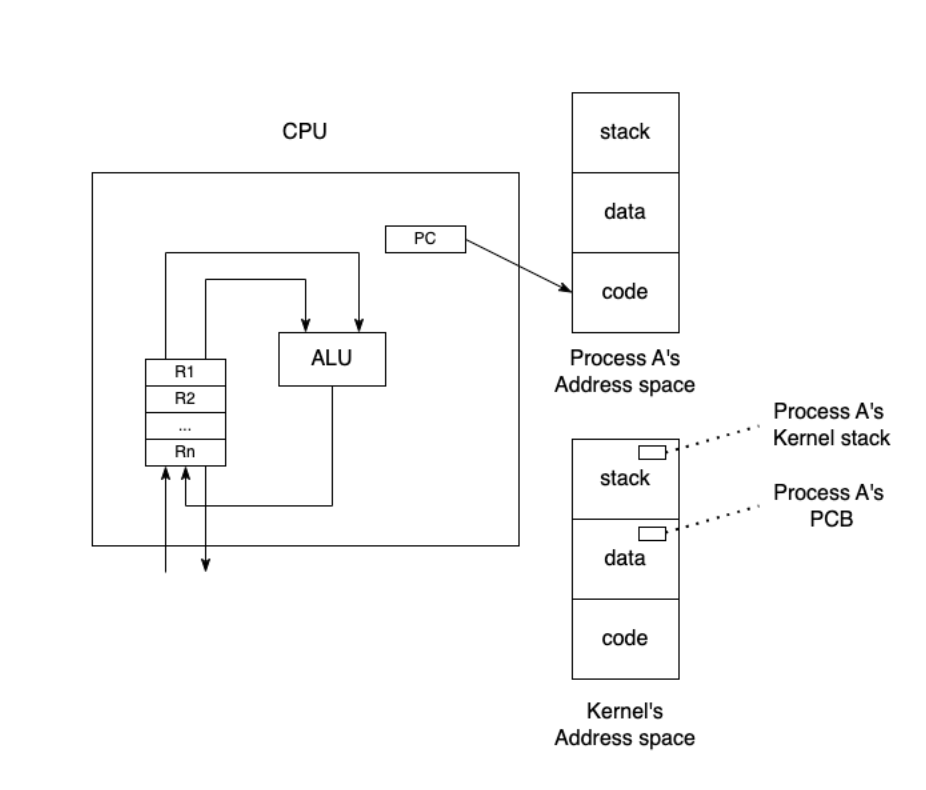 CPU
PC
ALU
R1
R2
...
Rn
stack
data
code
Process A's
Address space
Process A's
Kernel stack
Process A's
PCB
stack
data
code
Kernel's
Address space